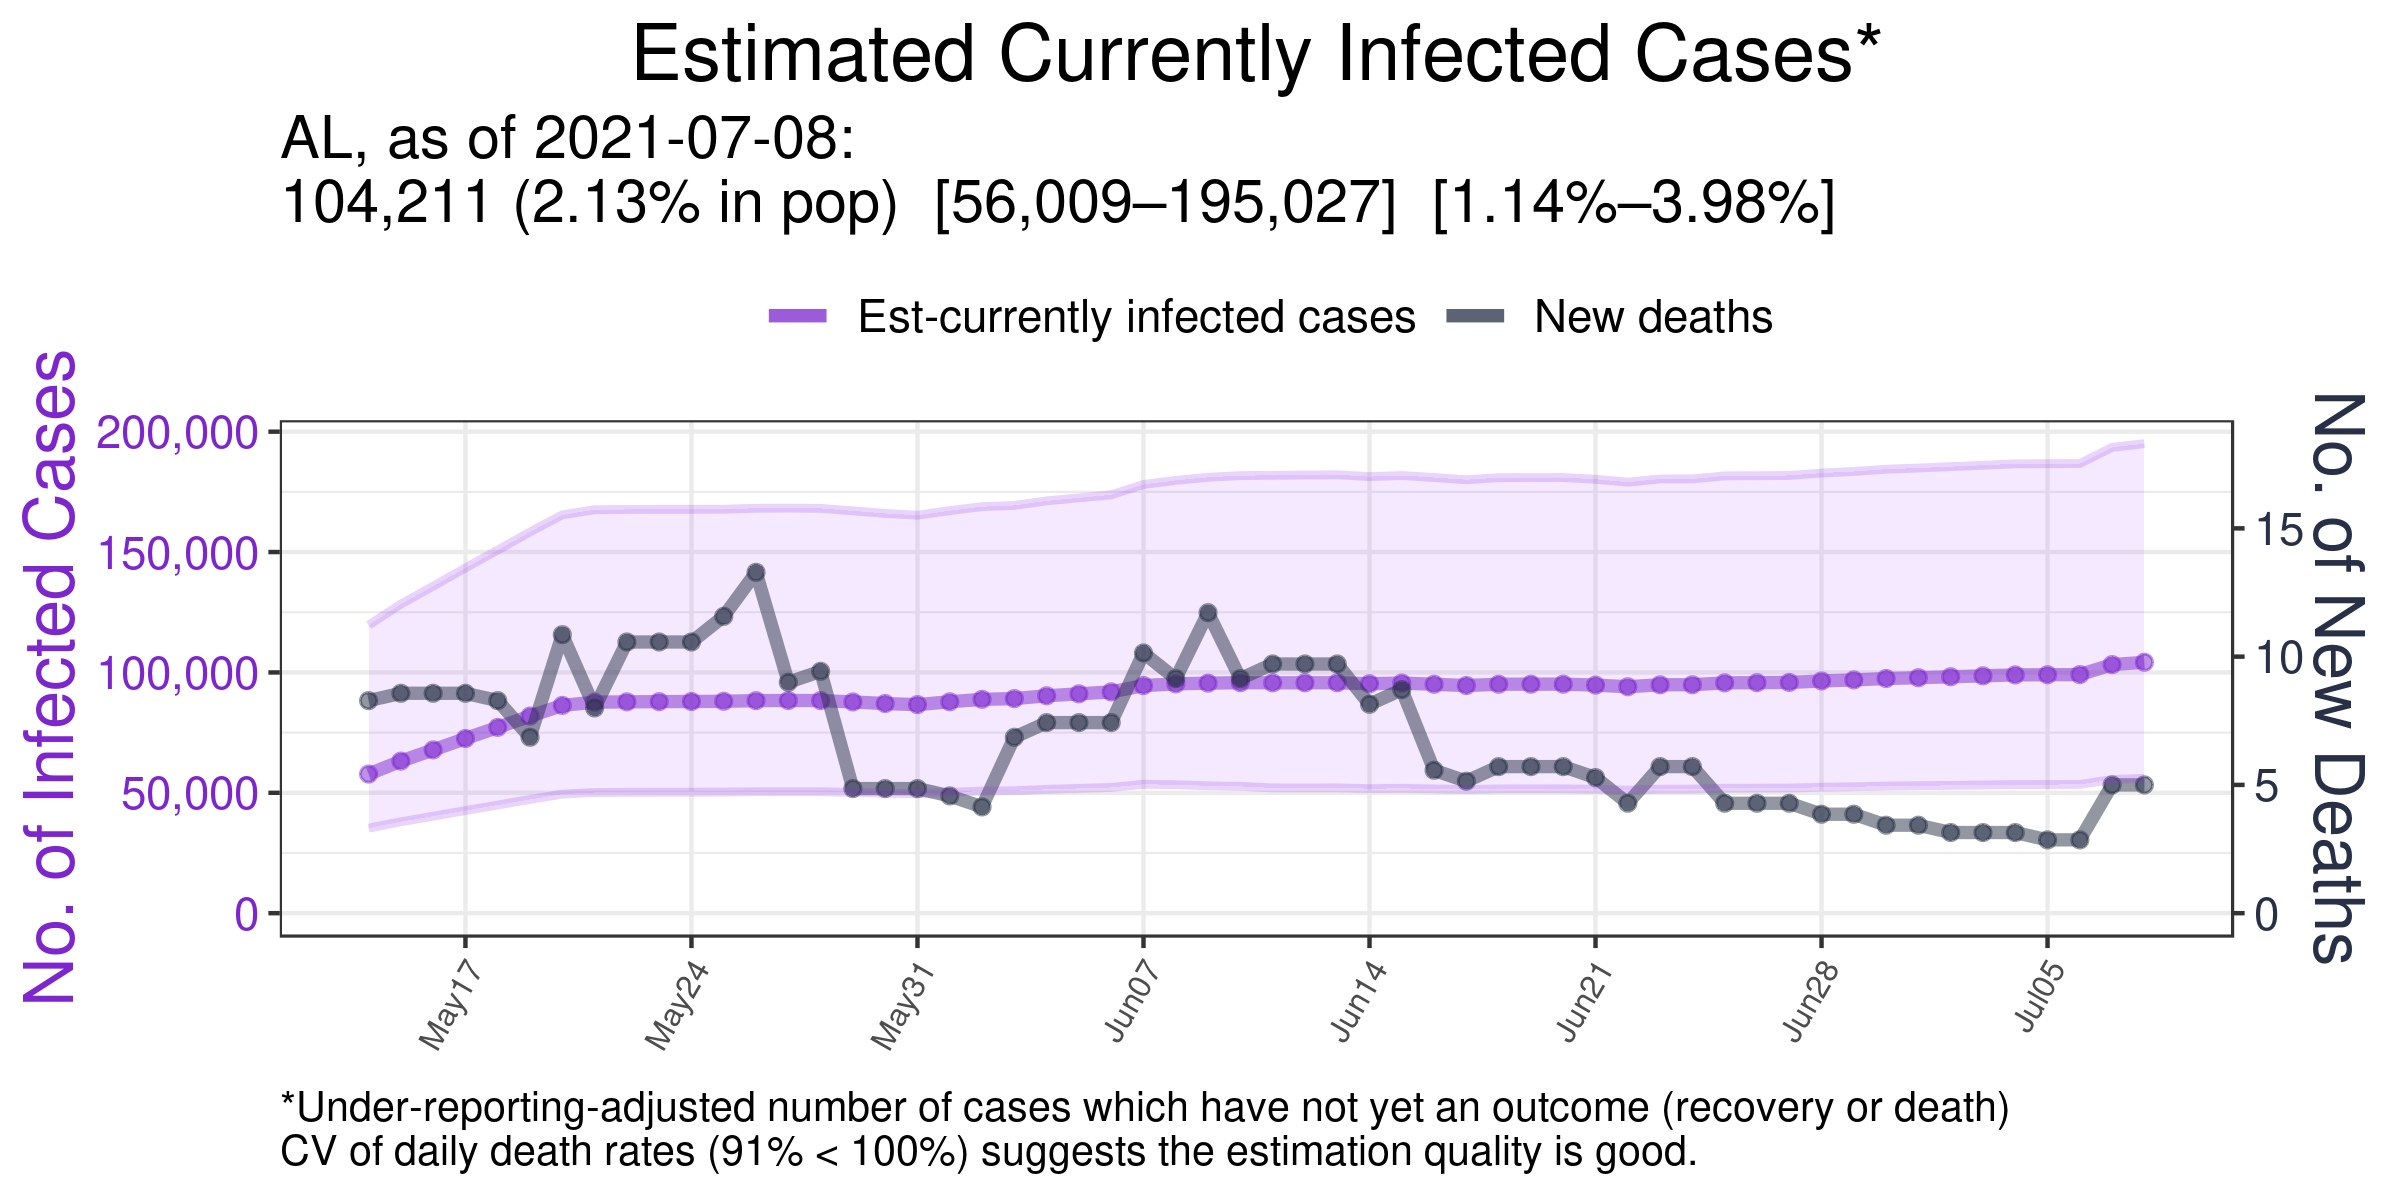 Estimated Currently Infected Cases*
AL, as of 2021-07-08:
104,211 (2.13% in pop)  [56,009–195,027]  [1.14%–3.98%]
Est-currently infected cases
New deaths
No. of Infected Cases
200,000
150,000
100,000
50,000
0
15
10
5
0
No. of New Deaths
May17
May24
May31
Jun07
Jun14
Jun21
Jun28
Jul05
*Under-reporting-adjusted number of cases which have not yet an outcome (recovery or death)
CV of daily death rates (91% < 100%) suggests the estimation quality is good.